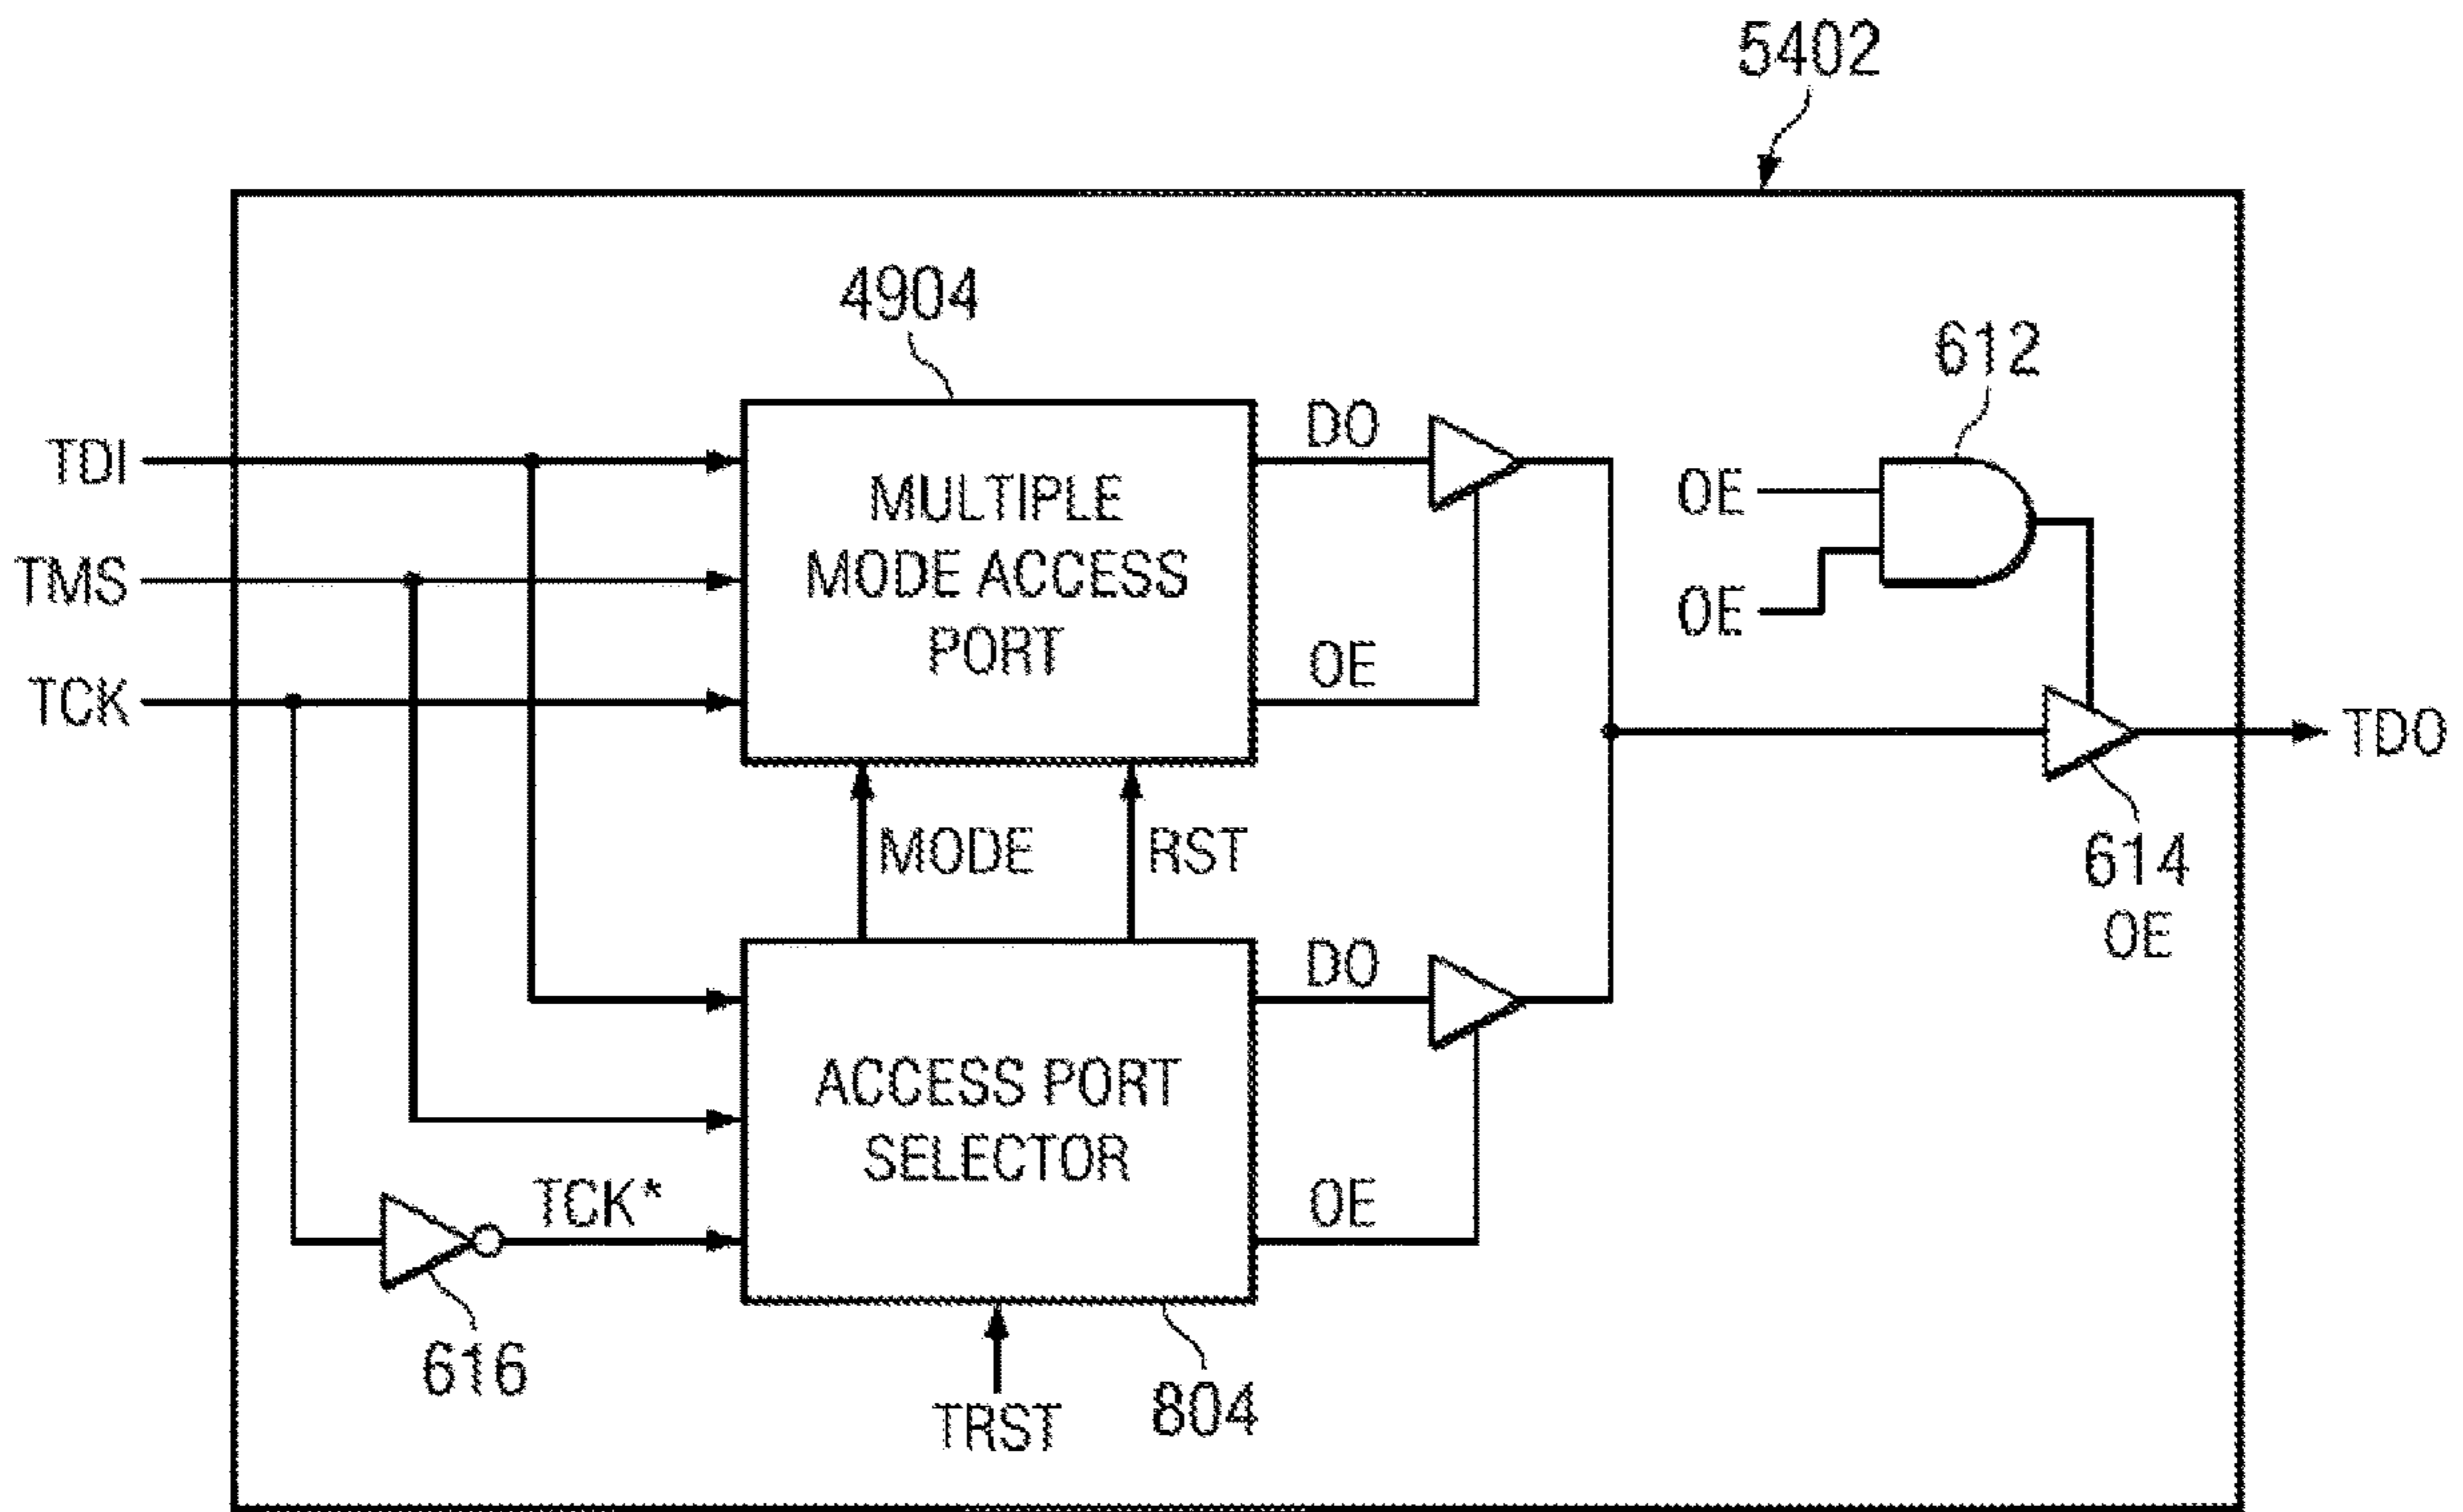 5402
4904
612
TDI
DO
MULTIPLE
MODE ACCESS
PORT
OE
OE
TMS
OE
TCK
TDO
MODE
RST
614
OE
DO
ACCESS PORT
SELECTOR
TCK*
OE
616
TRST
804